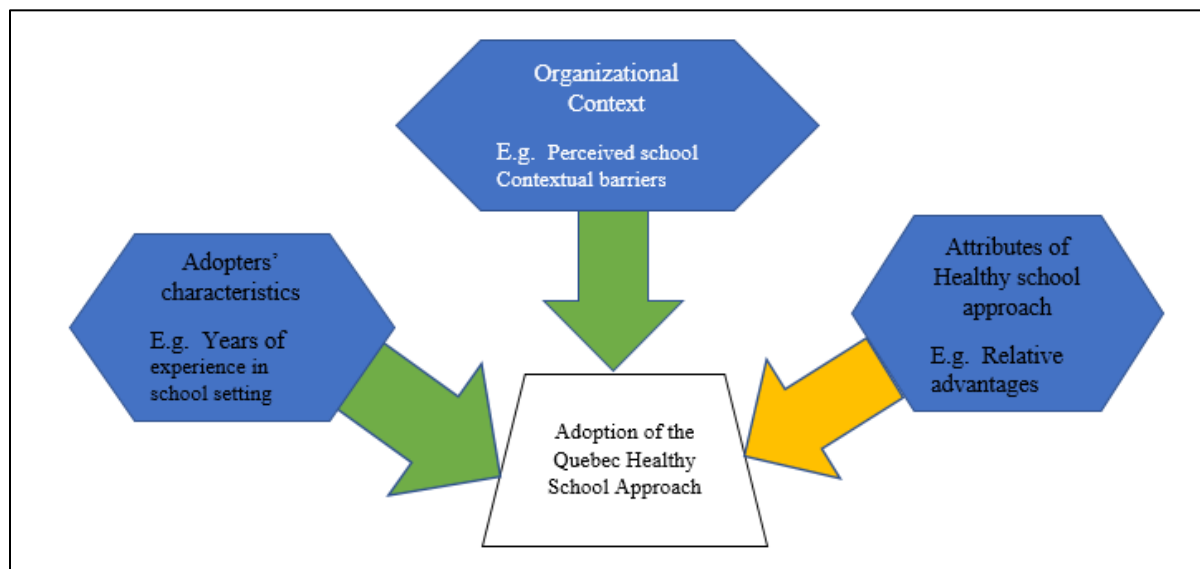 Organizational
Context
E.g. Perceived school
Contextual barriers
Adopters’
characteristics
E.g. Years of
experience in
school setting
Attributes of
Healthy school
approach
E.g. Relative
advantages
Adoption of the
Quebec Healthy
School Approach